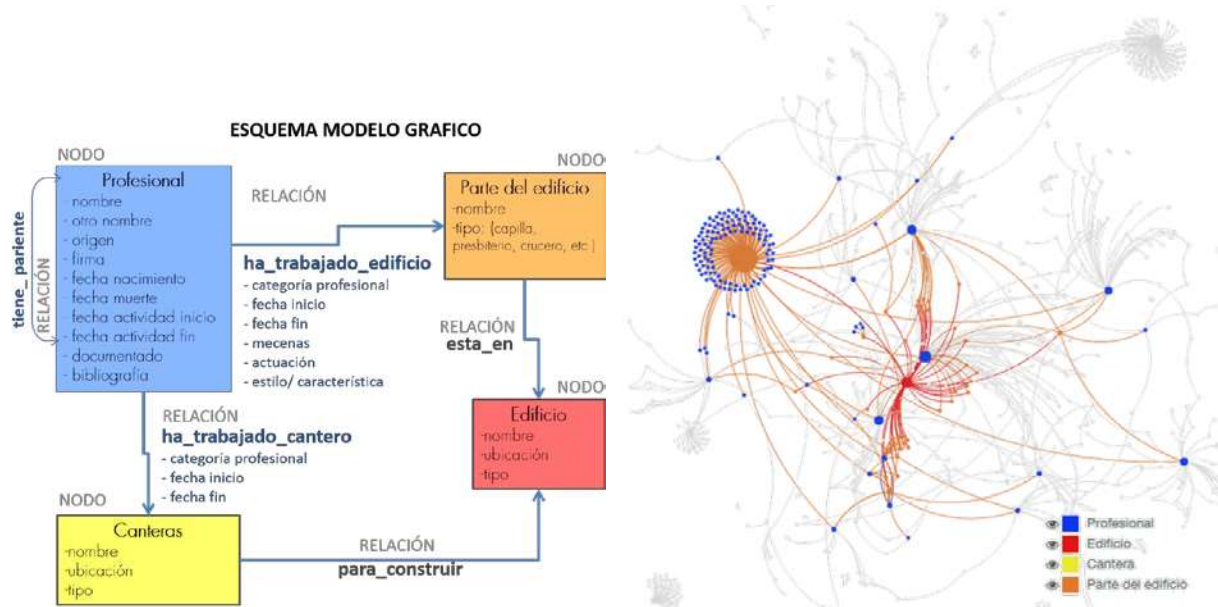 ESQUEMA MODELO GRAFICO
NODO
Profesional
nombre
- otro nombre
- origen
- firma
- fecha nacimiento
- fecha muerte
- fecha actividad inicio
- fecha actividad fin
- documentado
- bibliografía
tiene_pariente
RELACIÓN
RELACIÓN
ha_trabajado_edificio
- categoría profesional
- fecha inicio
- fecha fin
- mecenas
- actuación
- estilo/ característica
NODO
Parte del edificio
-nombre
-tipo: (capilla,
presbiterio, crucero, etc.)
RELACIÓN
esta_en
NODO
Edificio
-nombre
-ubicación
-tipo
RELACIÓN
ha_trabajado_cantero
- categoría profesional
- fecha inicio
- fecha fin
NODO
Canteras
-nombre
-ubicación
-tipo
RELACIÓN
para_construir
Profesional
Edificio
Cantera
Parte del edificio